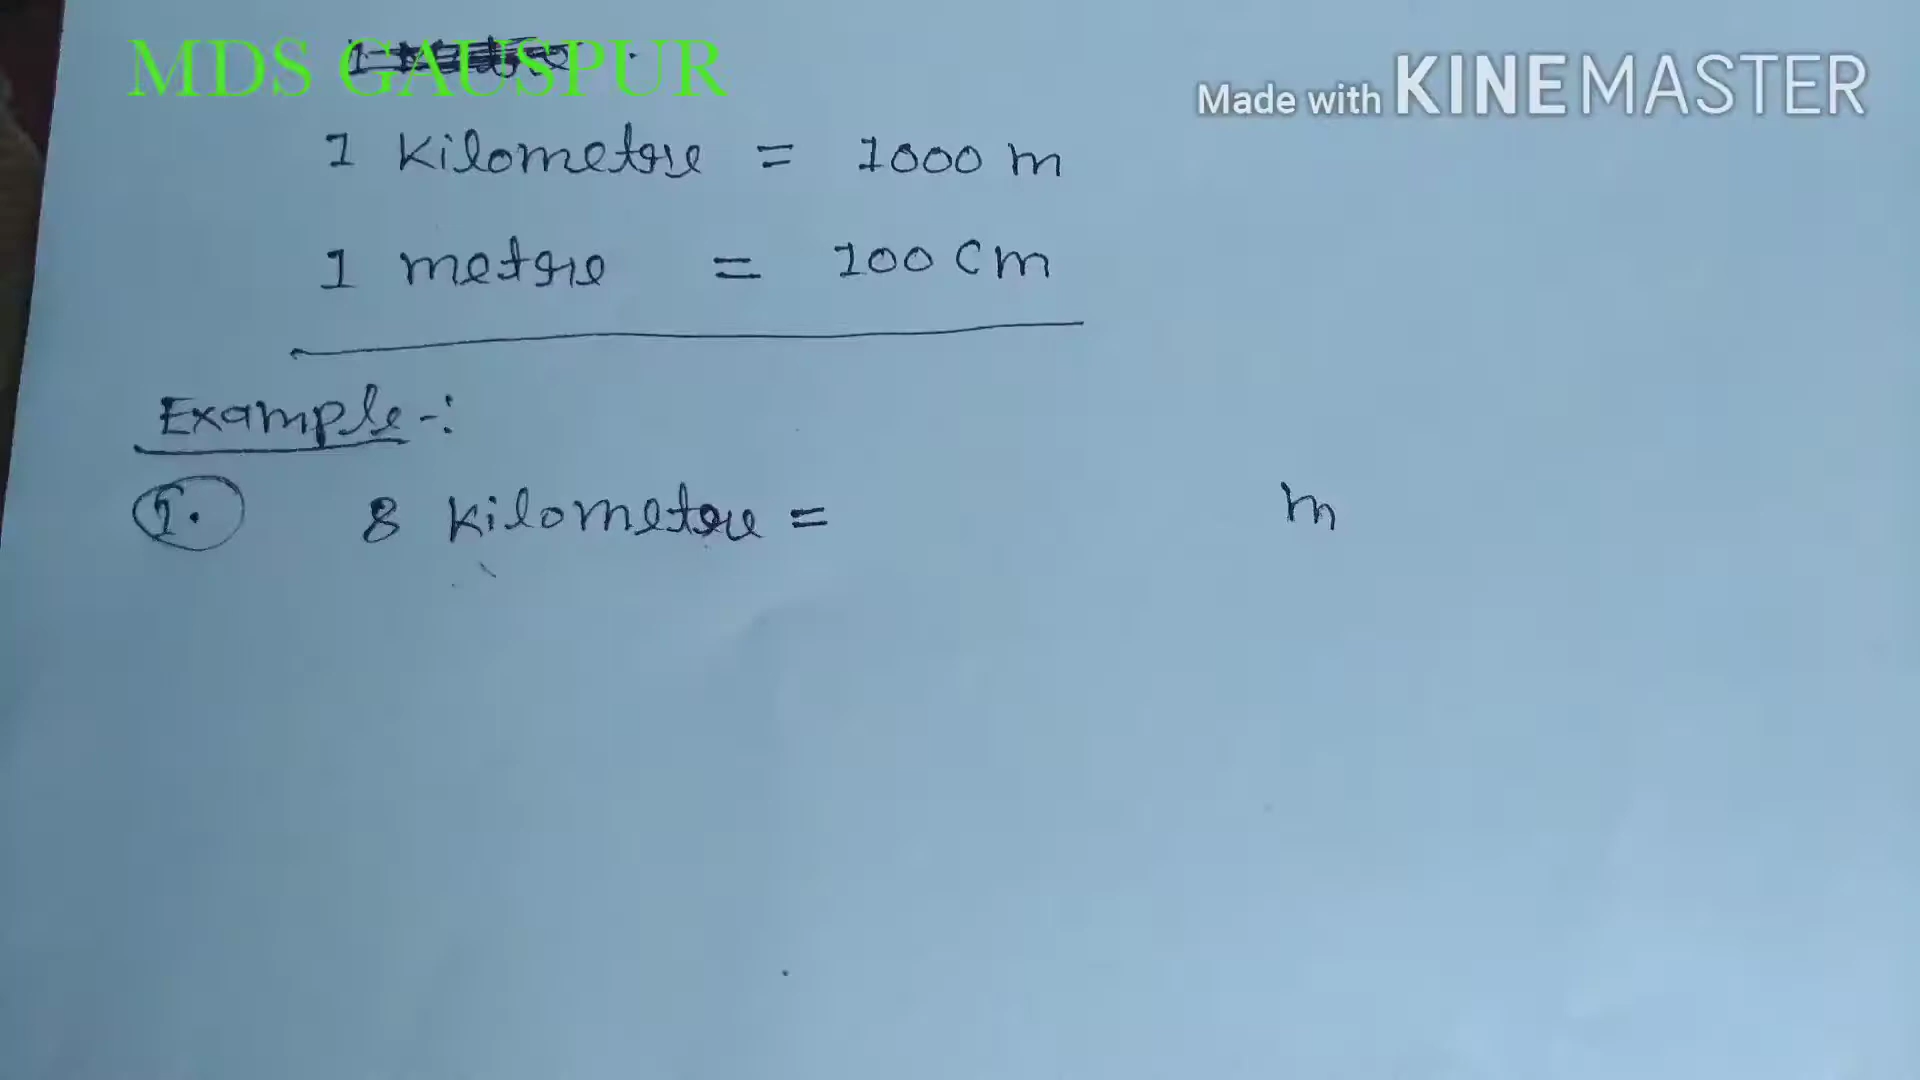 MDS GAUSPUR
Made with KINEMASTER
1 Kilometre = 1000 m
1 metre = 100 Cm
Example-:
1. 8 Kilometre = m